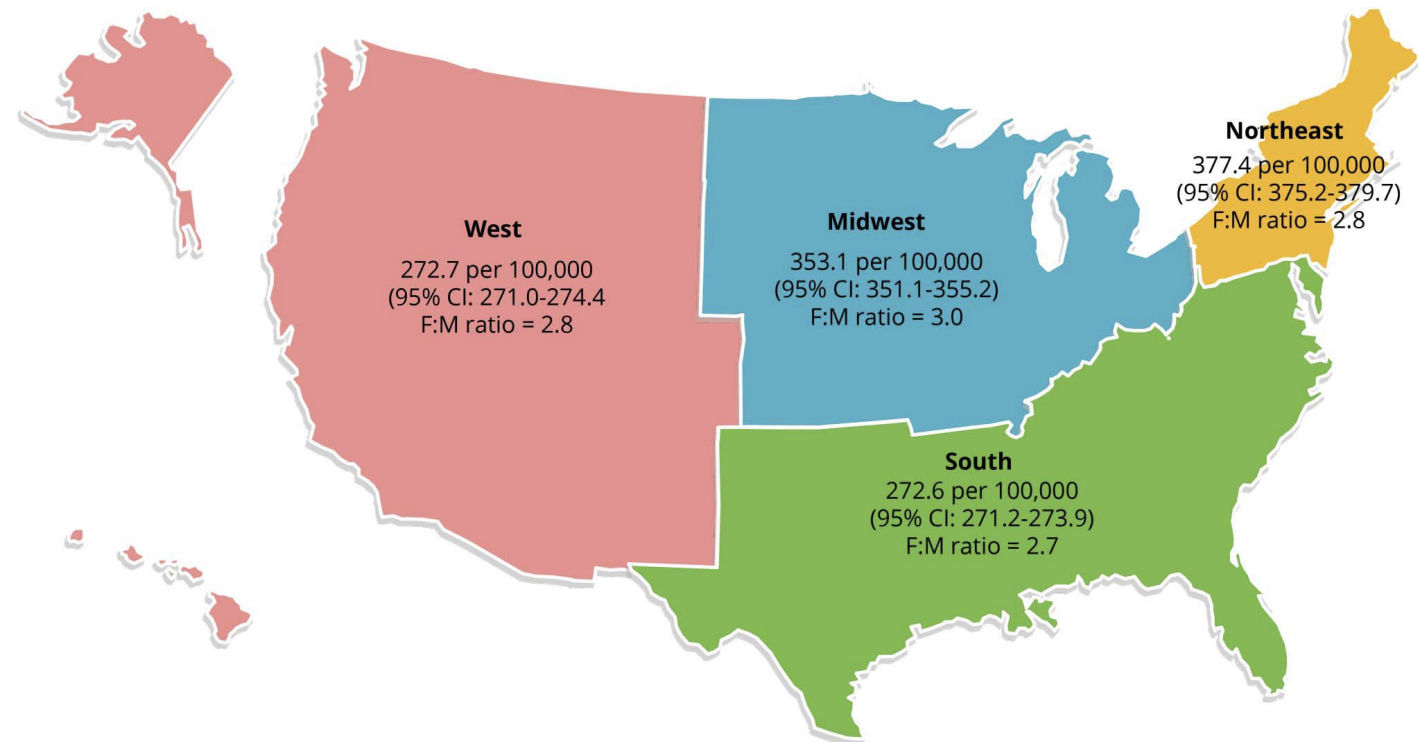 Northeast
377.4 per 100,000
(95% CI: 375.2-379.7)
F:M ratio = 2.8
West
272.7 per 100,000
(95% CI: 271.0-274.4
F:M ratio = 2.8
Midwest
353.1 per 100,000
(95% CI: 351.1-355.2)
F:M ratio = 3.0
South
272.6 per 100,000
(95% CI: 271.2-273.9)
F:M ratio = 2.7